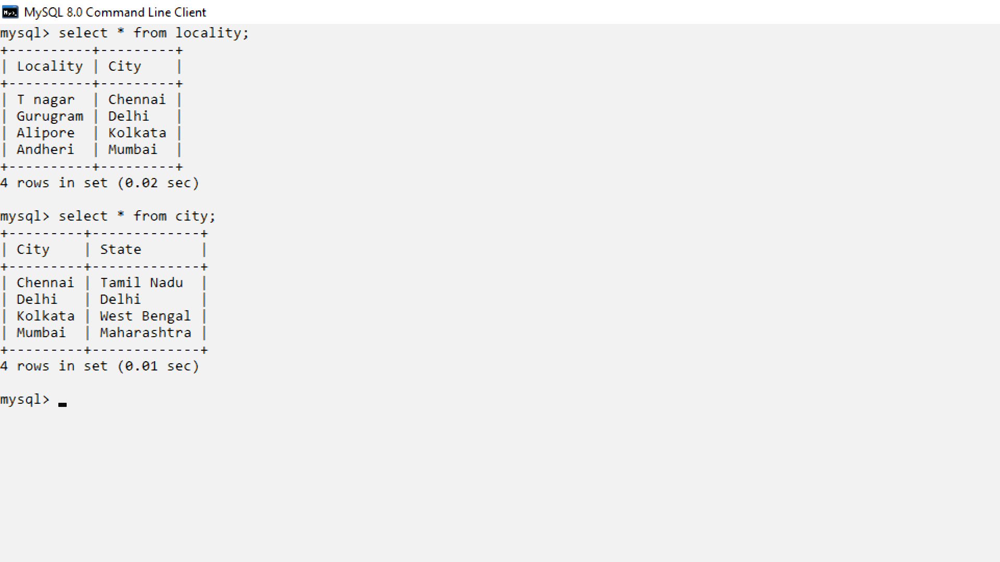 MySQL 8.0 Command Line Client
mysql> select * from locality;
+----------+---------+
| Locality | City    |
+----------+---------+
| T nagar  | Chennai |
| Gurugram | Delhi   |
| Alipore  | Kolkata |
| Andheri  | Mumbai  |
+----------+---------+
4 rows in set (0.02 sec)
mysql> select * from city;
+---------+-------------+
| City    | State       |
+---------+-------------+
| Chennai | Tamil Nadu  |
| Delhi   | Delhi       |
| Kolkata | West Bengal |
| Mumbai  | Maharashtra |
+---------+-------------+
4 rows in set (0.01 sec)
mysql> _